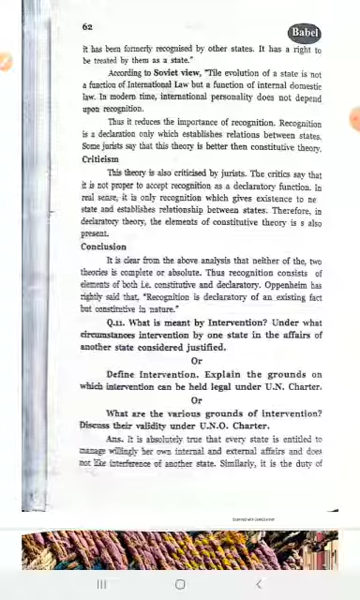 62
Babel
it has been formerly recognised by other states. It has a right to
be treated by them as a state."
According to Soviet view, "Tile evolution of a state is not
a function of International Law but a function of internal domestic
law. In modern time, international personality does not depend
upon recognition.
Thus it reduces the importance of recognition. Recognition
is a declaration only which establishes relations between states.
Some jurists say that this theory is better then constitutive theory.
Criticism
This theory is also criticised by jurists. The critics say that
it is not proper to accept recognition as a declaratory function. In
real sense, it is only recognition which gives existence to ne
state and establishes relationship between states. Therefore, in
declaratory theory, the elements of constitutive theory is s also
present.
Conclusion
It is clear from the above analysis that neither of the, two
theories is complete or absolute. Thus recognition consists of
elements of both i.e. constitutive and declaratory. Oppenheim has
rightly said that, "Recognition is declaratory of an existing fact
but constitutive in nature."
Q.11. What is meant by Intervention? Under what
circumstances intervention by one state in the affairs of
another state considered justified.
Or
Define Intervention. Explain the grounds on
which intervention can be held legal under U.N. Charter.
Or
What are the various grounds of intervention?
Discuss their validity under U.N.O. Charter.
Ans. It is absolutely true that every state is entitled to
manage willingly her own internal and external affairs and does
not like interference of another state. Similarly, it is the duty of